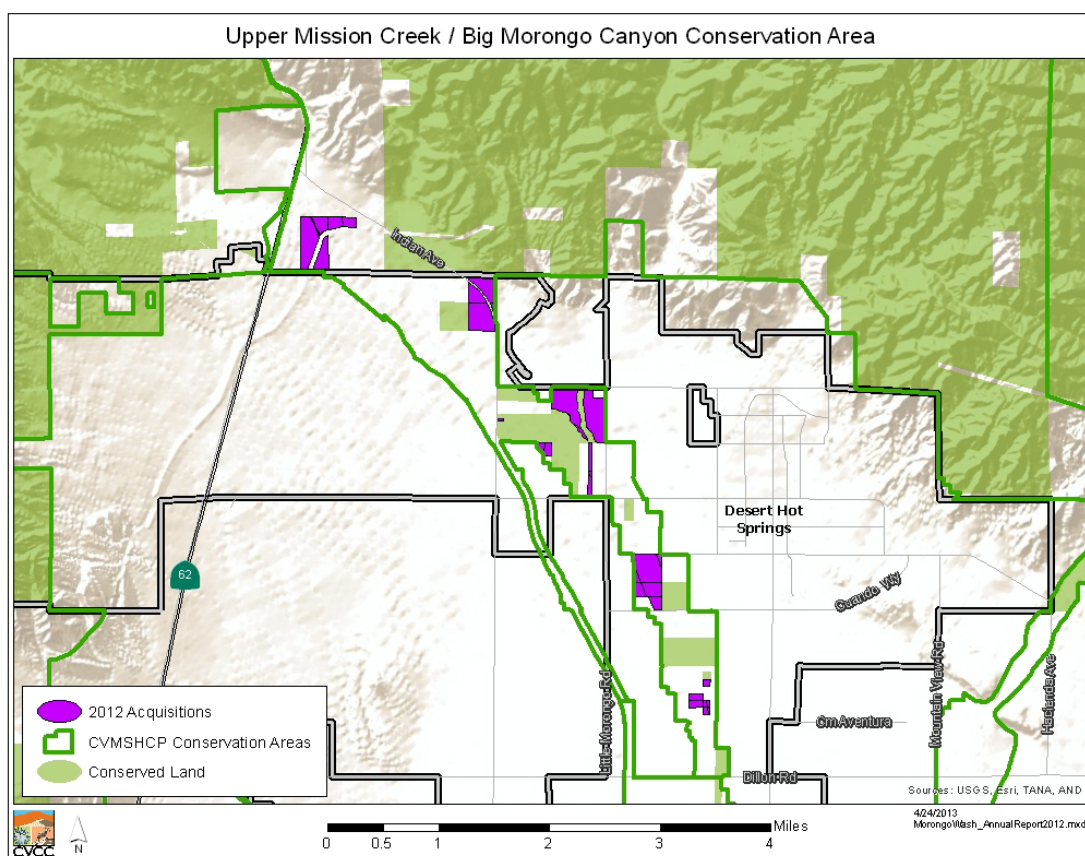 Upper Mission Creek / Big Morongo Canyon Conservation Area
Indian Ave
Desert Hot
Springs
62
Guando Wy
2012 Acquisitions
CVMSHCP Conservation Areas
Conserved Land
Little Morongo Rd
Cm Aventura
Mountain View Rd
Hacienda Ave
Dillon Rd
Sources: USGS, Esri, TANA, AND
4/24/2013
MorongoWash_AnnualReport2012.mxd
CVCC
N
Miles
0 0.5 1 2 3 4